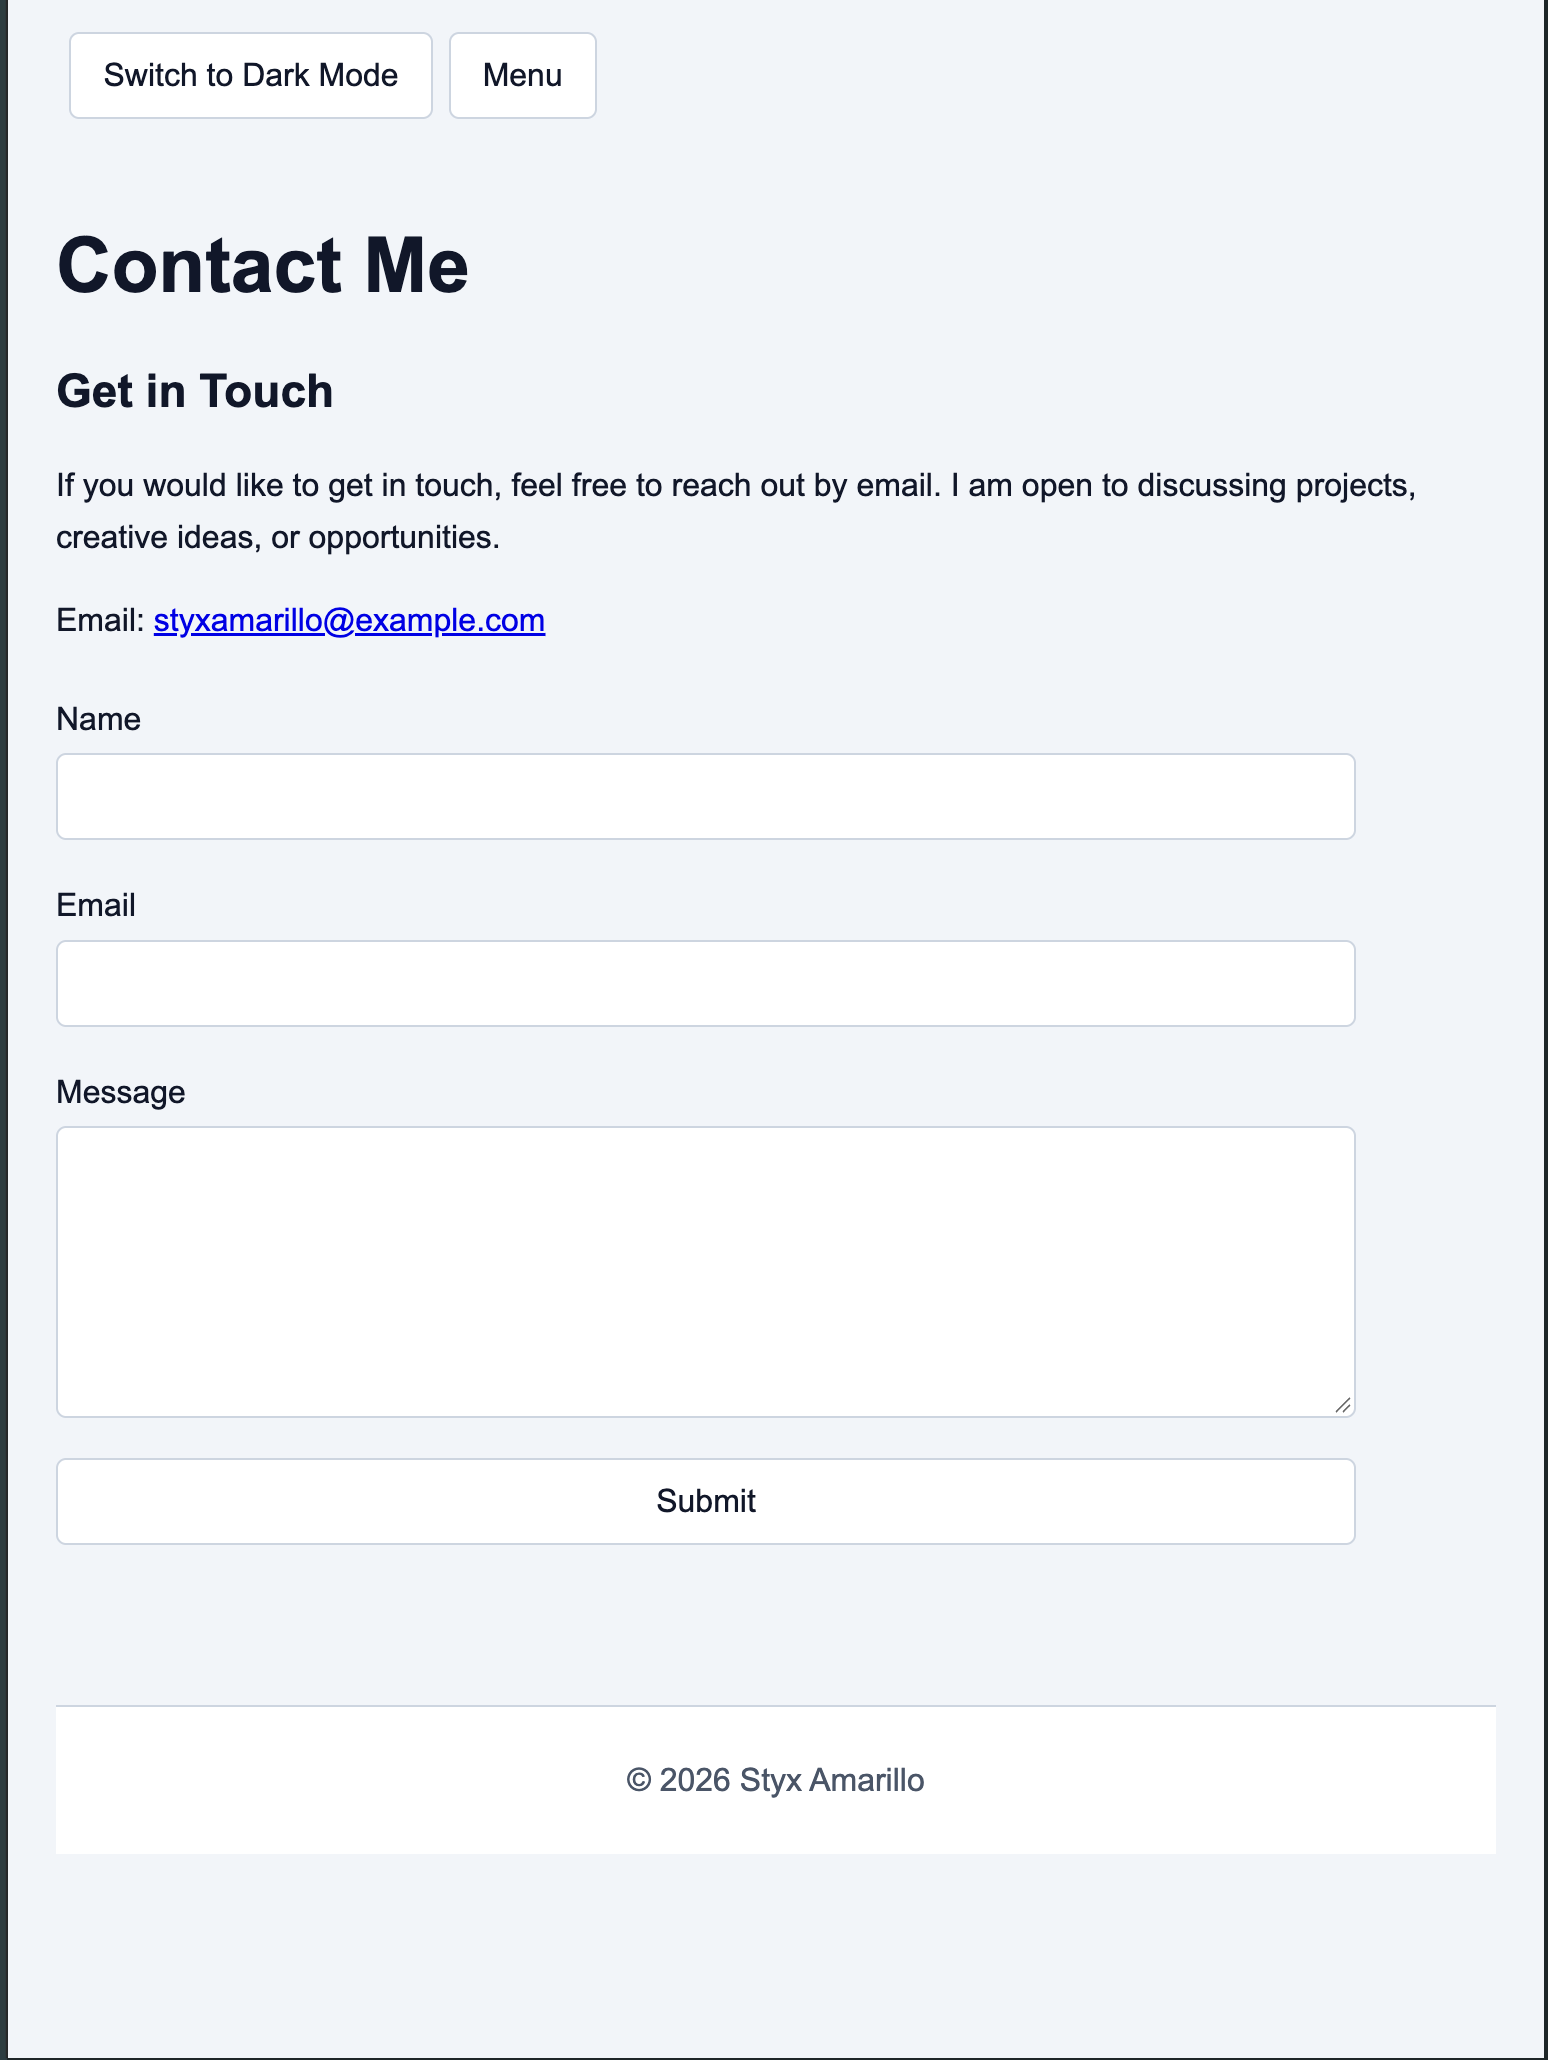 Switch to Dark Mode Menu
Contact Me
Get in Touch
If you would like to get in touch, feel free to reach out by email. I am open to discussing projects,
creative ideas, or opportunities.
Email: styxamarillo@example.com
Name
Email
Message
Submit
© 2026 Styx Amarillo